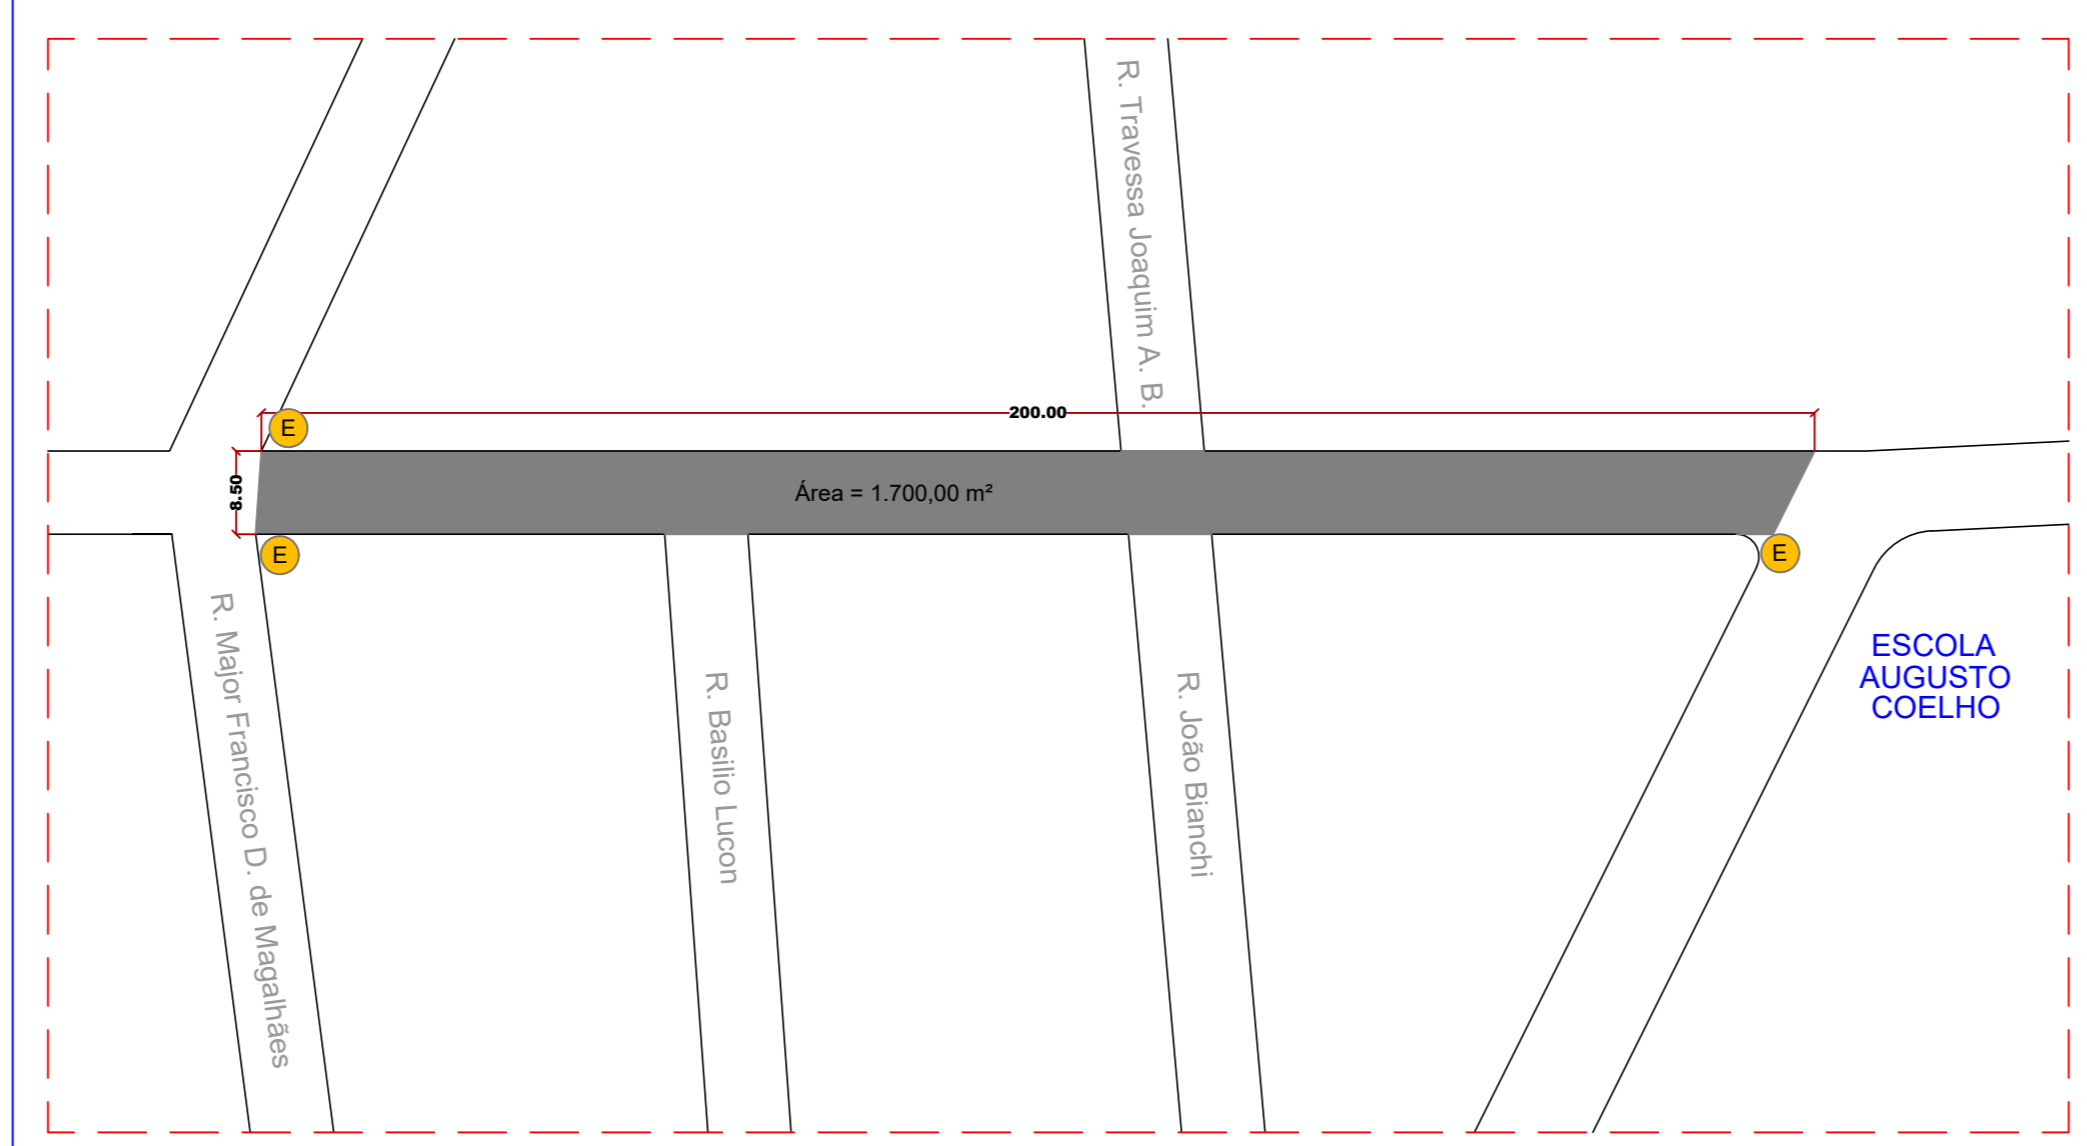 R. Travessa Joaquim A. B.
200.00
E
8.50
Área = 1.700,00 m²
E
E
R. Major Francisco D. de Magalhães
R. Basilio Lucon
R. João Bianchi
ESCOLA
AUGUSTO
COELHO